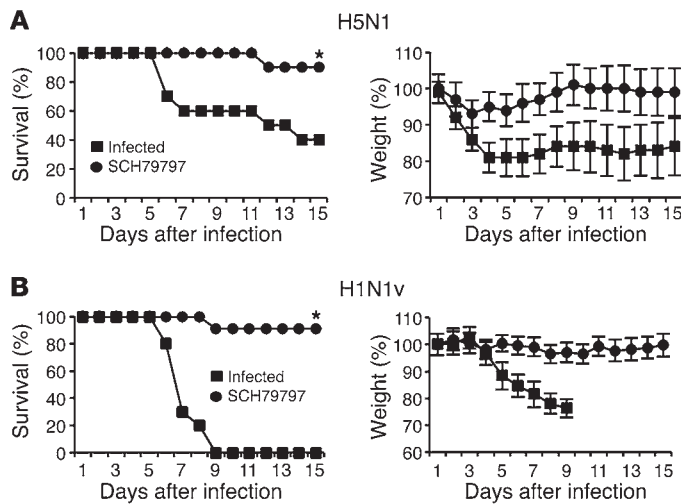 A
H5N1
Survival (%)
100
80
60
40
20
0
Infected
SCH79797
*
1 3 5 7 9 11 13 15
Days after infection
Weight (%)
110
100
90
80
70
1 3 5 7 9 11 13 15
Days after infection
B
H1N1v
Survival (%)
100
80
60
40
20
0
Infected
SCH79797
*
1 3 5 7 9 11 13 15
Days after infection
Weight (%)
110
100
90
80
70
60
1 3 5 7 9 11 13 15
Days after infection